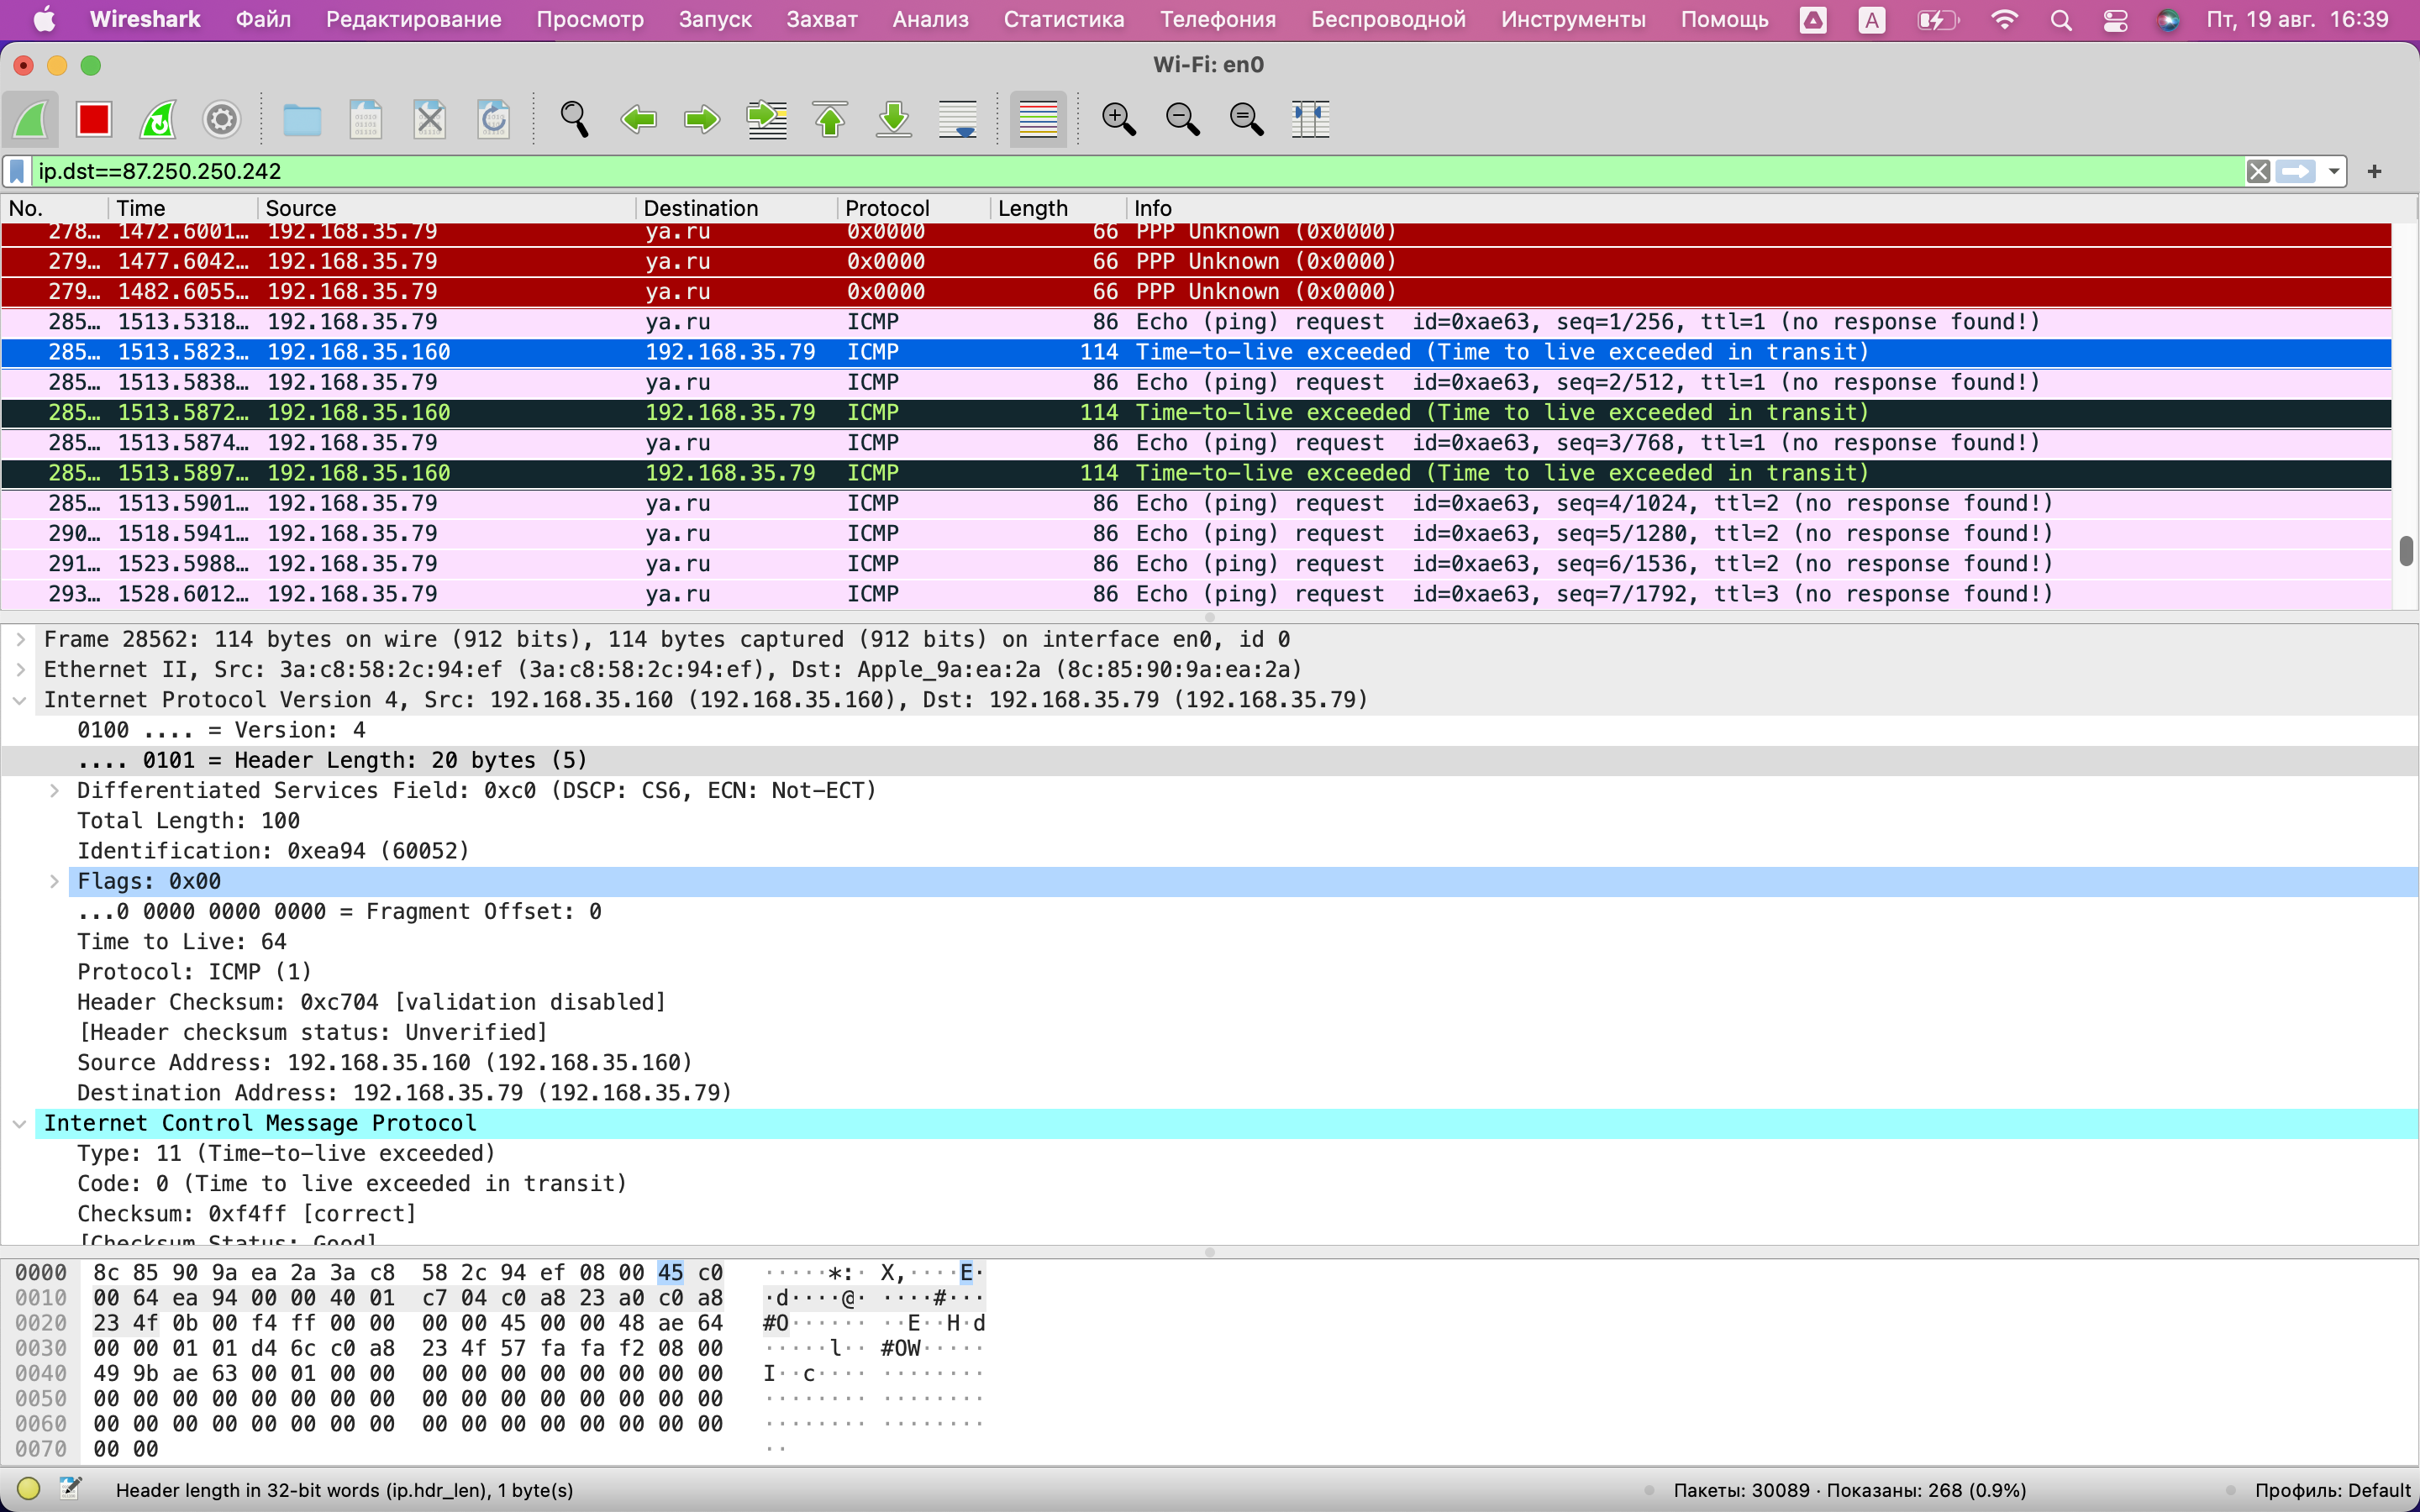 Wireshark Файл Редактирование Просмотр Запуск Захват Анализ Статистика Телефония Беспроводной Инструменты Помощь A Пт, 19 авг. 16:39
Wi-Fi: en0
ip.dst==87.250.250.242
No. Time Source Destination Protocol Length Info
278… 1472.6001… 192.168.35.79 ya.ru 0x0000 66 PPP Unknown (0x0000)
279… 1477.6042… 192.168.35.79 ya.ru 0x0000 66 PPP Unknown (0x0000)
279… 1482.6055… 192.168.35.79 ya.ru 0x0000 66 PPP Unknown (0x0000)
285… 1513.5318… 192.168.35.79 ya.ru ICMP 86 Echo (ping) request id=0xae63, seq=1/256, ttl=1 (no response found!)
285… 1513.5823… 192.168.35.160 192.168.35.79 ICMP 114 Time-to-live exceeded (Time to live exceeded in transit)
285… 1513.5838… 192.168.35.79 ya.ru ICMP 86 Echo (ping) request id=0xae63, seq=2/512, ttl=1 (no response found!)
285… 1513.5872… 192.168.35.160 192.168.35.79 ICMP 114 Time-to-live exceeded (Time to live exceeded in transit)
285… 1513.5874… 192.168.35.79 ya.ru ICMP 86 Echo (ping) request id=0xae63, seq=3/768, ttl=1 (no response found!)
285… 1513.5897… 192.168.35.160 192.168.35.79 ICMP 114 Time-to-live exceeded (Time to live exceeded in transit)
285… 1513.5901… 192.168.35.79 ya.ru ICMP 86 Echo (ping) request id=0xae63, seq=4/1024, ttl=2 (no response found!)
290… 1518.5941… 192.168.35.79 ya.ru ICMP 86 Echo (ping) request id=0xae63, seq=5/1280, ttl=2 (no response found!)
291… 1523.5988… 192.168.35.79 ya.ru ICMP 86 Echo (ping) request id=0xae63, seq=6/1536, ttl=2 (no response found!)
293… 1528.6012… 192.168.35.79 ya.ru ICMP 86 Echo (ping) request id=0xae63, seq=7/1792, ttl=3 (no response found!)
Frame 28562: 114 bytes on wire (912 bits), 114 bytes captured (912 bits) on interface en0, id 0
Ethernet II, Src: 3a:c8:58:2c:94:ef (3a:c8:58:2c:94:ef), Dst: Apple_9a:ea:2a (8c:85:90:9a:ea:2a)
Internet Protocol Version 4, Src: 192.168.35.160 (192.168.35.160), Dst: 192.168.35.79 (192.168.35.79)
0100 .... = Version: 4
.... 0101 = Header Length: 20 bytes (5)
Differentiated Services Field: 0xc0 (DSCP: CS6, ECN: Not-ECT)
Total Length: 100
Identification: 0xea94 (60052)
Flags: 0x00
...0 0000 0000 0000 = Fragment Offset: 0
Time to Live: 64
Protocol: ICMP (1)
Header Checksum: 0xc704 [validation disabled]
[Header checksum status: Unverified]
Source Address: 192.168.35.160 (192.168.35.160)
Destination Address: 192.168.35.79 (192.168.35.79)
Internet Control Message Protocol
Type: 11 (Time-to-live exceeded)
Code: 0 (Time to live exceeded in transit)
Checksum: 0xf4ff [correct]
[Checksum Status: Good]
0000 8c 85 90 9a ea 2a 3a c8 58 2c 94 ef 08 00 45 c0 ·····*:· X,····E·
0010 00 64 ea 94 00 00 40 01 c7 04 c0 a8 23 a0 c0 a8 ·d····@· ····#···
0020 23 4f 0b 00 f4 ff 00 00 00 00 45 00 00 48 ae 64 #O······ ··E··H·d
0030 00 00 01 01 d4 6c c0 a8 23 4f 57 fa fa f2 08 00 ·····l·· #OW·····
0040 49 9b ae 63 00 01 00 00 00 00 00 00 00 00 00 00 I··c···· ········
0050 00 00 00 00 00 00 00 00 00 00 00 00 00 00 00 00 ········ ········
0060 00 00 00 00 00 00 00 00 00 00 00 00 00 00 00 00 ········ ········
0070 00 00 ··
Header length in 32-bit words (ip.hdr_len), 1 byte(s) Пакеты: 30089 · Показаны: 268 (0.9%) Профиль: Default